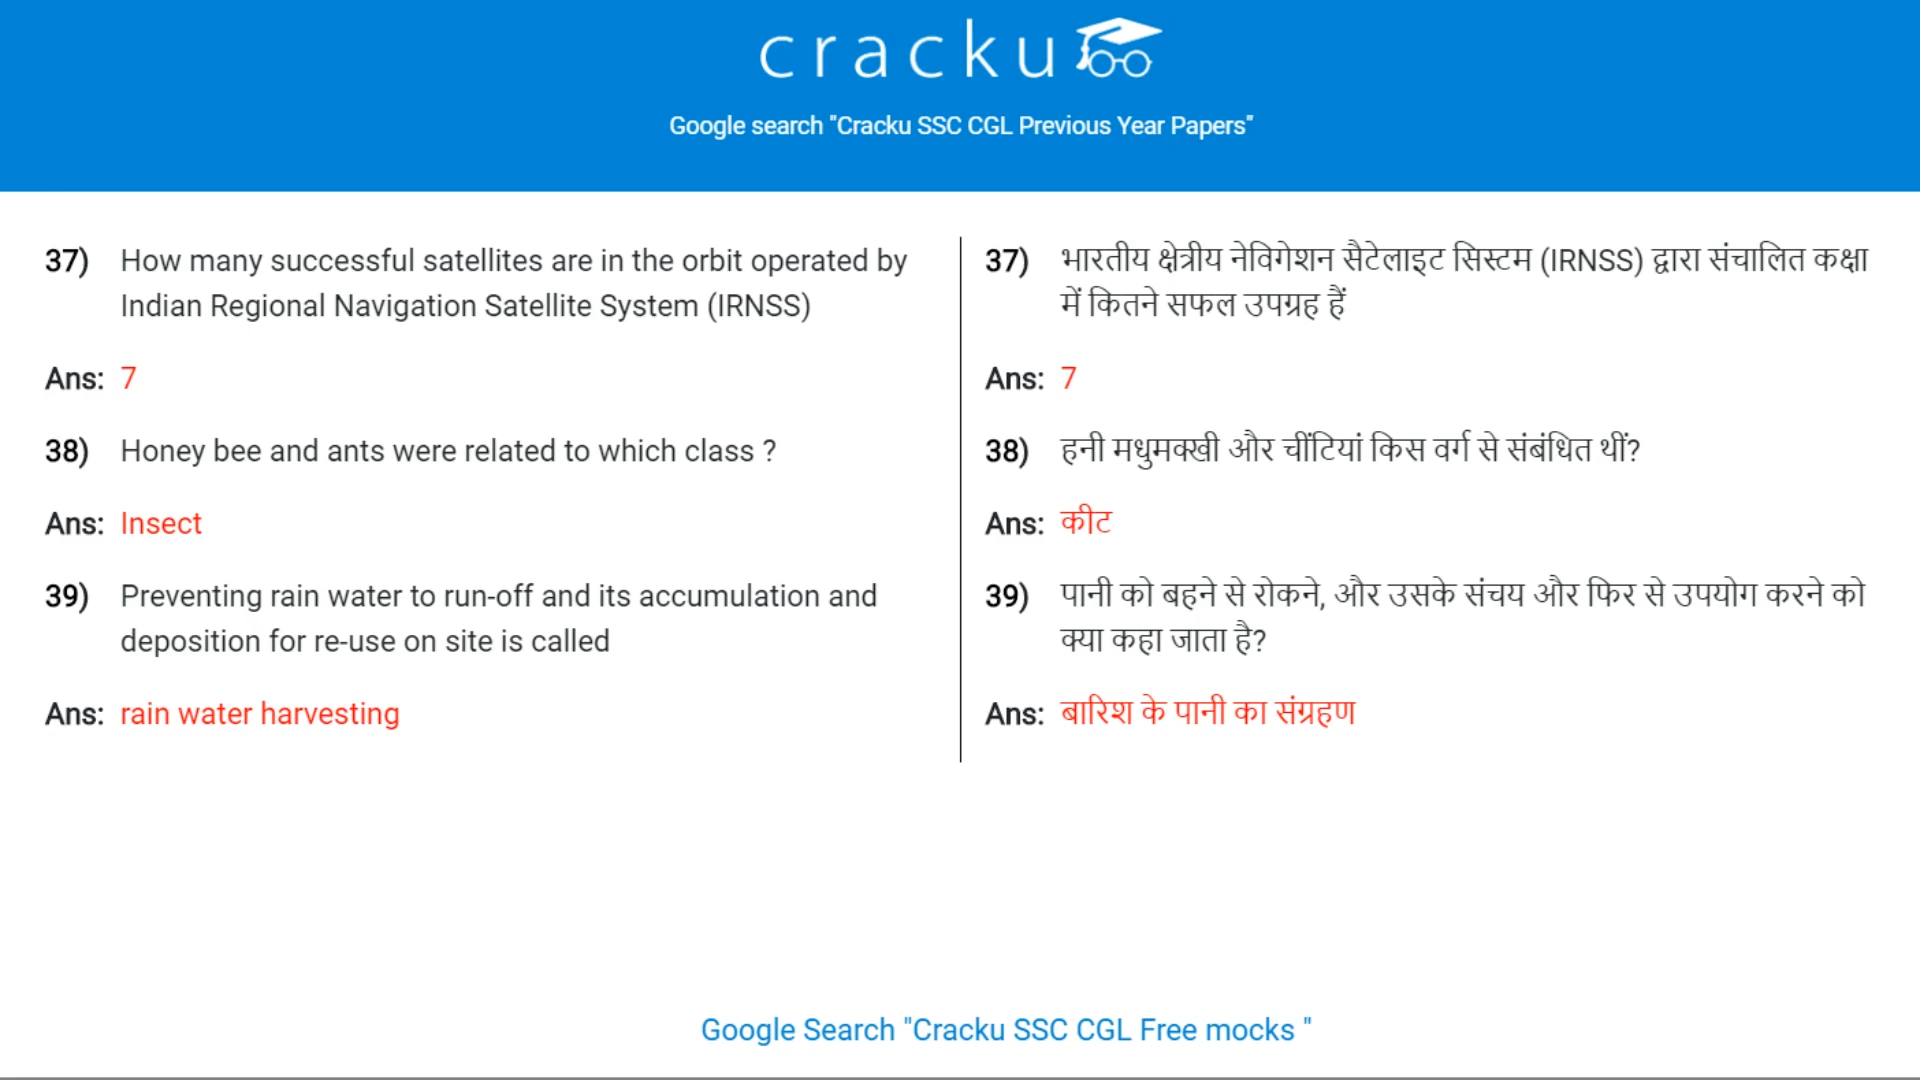 cracku
Google search "Cracku SSC CGL Previous Year Papers"
37) How many successful satellites are in the orbit operated by
Indian Regional Navigation Satellite System (IRNSS)
Ans: 7
38) Honey bee and ants were related to which class ?
Ans: Insect
39) Preventing rain water to run-off and its accumulation and
deposition for re-use on site is called
Ans: rain water harvesting
37) भारतीय क्षेत्रीय नेविगेशन सैटेलाइट सिस्टम (IRNSS) द्वारा संचालित कक्षा
में कितने सफल उपग्रह हैं
Ans: 7
38) हनी मधुमक्खी और चींटियां किस वर्ग से संबंधित थीं?
Ans: कीट
39) पानी को बहने से रोकने, और उसके संचय और फिर से उपयोग करने को
क्या कहा जाता है?
Ans: बारिश के पानी का संग्रहण
Google Search "Cracku SSC CGL Free mocks "